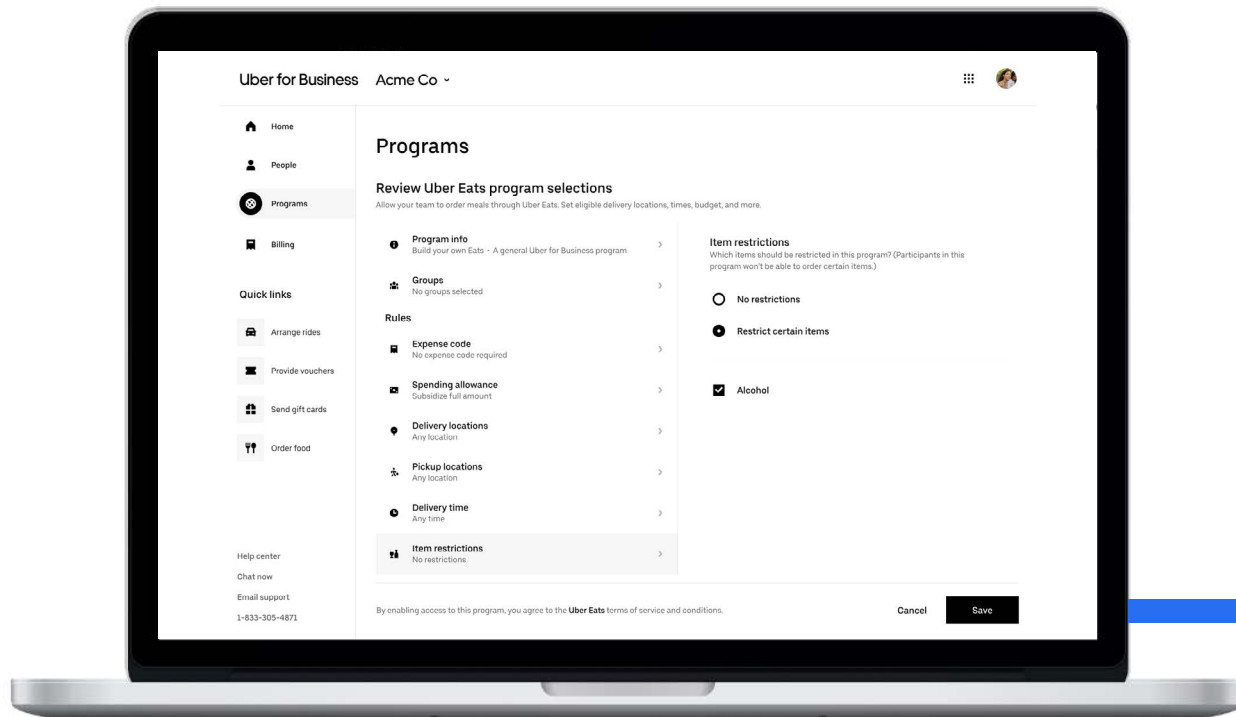 Uber for Business
Acme Co
Home
People
Programs
Billing
Quick links
Arrange rides
Provide vouchers
Send gift cards
Order food
Help center
Chat now
Email support
1-833-305-4871
Programs
Review Uber Eats program selections
Allow your team to order meals through Uber Eats. Set eligible delivery locations, times, budget, and more.
Program info
Build your own Eats - A general Uber for Business program
Groups
No groups selected
Rules
Expense code
No expense code required
Spending allowance
Subsidize full amount
Delivery locations
Any location
Pickup locations
Any location
Delivery time
Any time
Item restrictions
No restrictions
Item restrictions
Which items should be restricted in this program? (Participants in this
program won't be able to order certain items.)
No restrictions
Restrict certain items
Alcohol
By enabling access to this program, you agree to the Uber Eats terms of service and conditions.
Cancel
Save